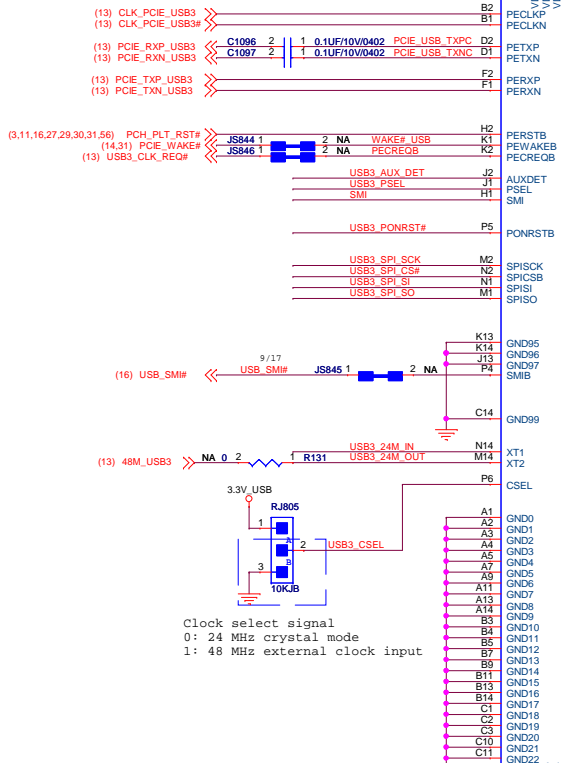 (13) CLK_PCIE_USB3 B2 PECLKP
(13) CLK_PCIE_USB3# B1 PECLKN
(13) PCIE_RXP_USB3 C1096 2 1 0.1UF/10V/0402 PCIE_USB_TXPC D2 PETXP
(13) PCIE_RXN_USB3 C1097 2 1 0.1UF/10V/0402 PCIE_USB_TXNC D1 PETXN
(13) PCIE_TXP_USB3 F2 PERXP
(13) PCIE_TXN_USB3 F1 PERXN
(3,11,16,27,29,30,31,56) PCH_PLT_RST# H2 PERSTB
(14,31) PCIE_WAKE# JS844 1 2 NA WAKE#_USB K1 PEWAKEB
(13) USB3_CLK_REQ# JS846 1 2 NA PECREQB K2 PECREQB
USB3_AUX_DET J2 AUXDET
USB3_PSEL J1 PSEL
SMI H1 SMI
USB3_PONRST# P5 PONRSTB
USB3_SPI_SCK M2 SPISCK
USB3_SPI_CS# N2 SPICSB
USB3_SPI_SI N1 SPISI
USB3_SPI_SO M1 SPISO
K13 GND95
K14 GND96
9/17 J13 GND97
(16) USB_SMI# USB_SMI# JS845 1 2 NA P4 SMIB
C14 GND99
USB3_24M_IN N14 XT1
(13) 48M_USB3 NA 0 2 1 R131 USB3_24M_OUT M14 XT2
P6 CSEL
3.3V_USB
RJ805
1
A 2 USB3_CSEL
B
3
10KJB
Clock select signal
0: 24 MHz crystal mode
1: 48 MHz external clock input
A1 GND0
A2 GND1
A3 GND2
A4 GND3
A5 GND4
A7 GND5
A9 GND6
A11 GND7
A13 GND8
A14 GND9
B3 GND10
B4 GND11
B5 GND12
B7 GND13
B9 GND14
B11 GND15
B13 GND16
B14 GND17
C1 GND18
C2 GND19
C3 GND20
C10 GND21
C11 GND22